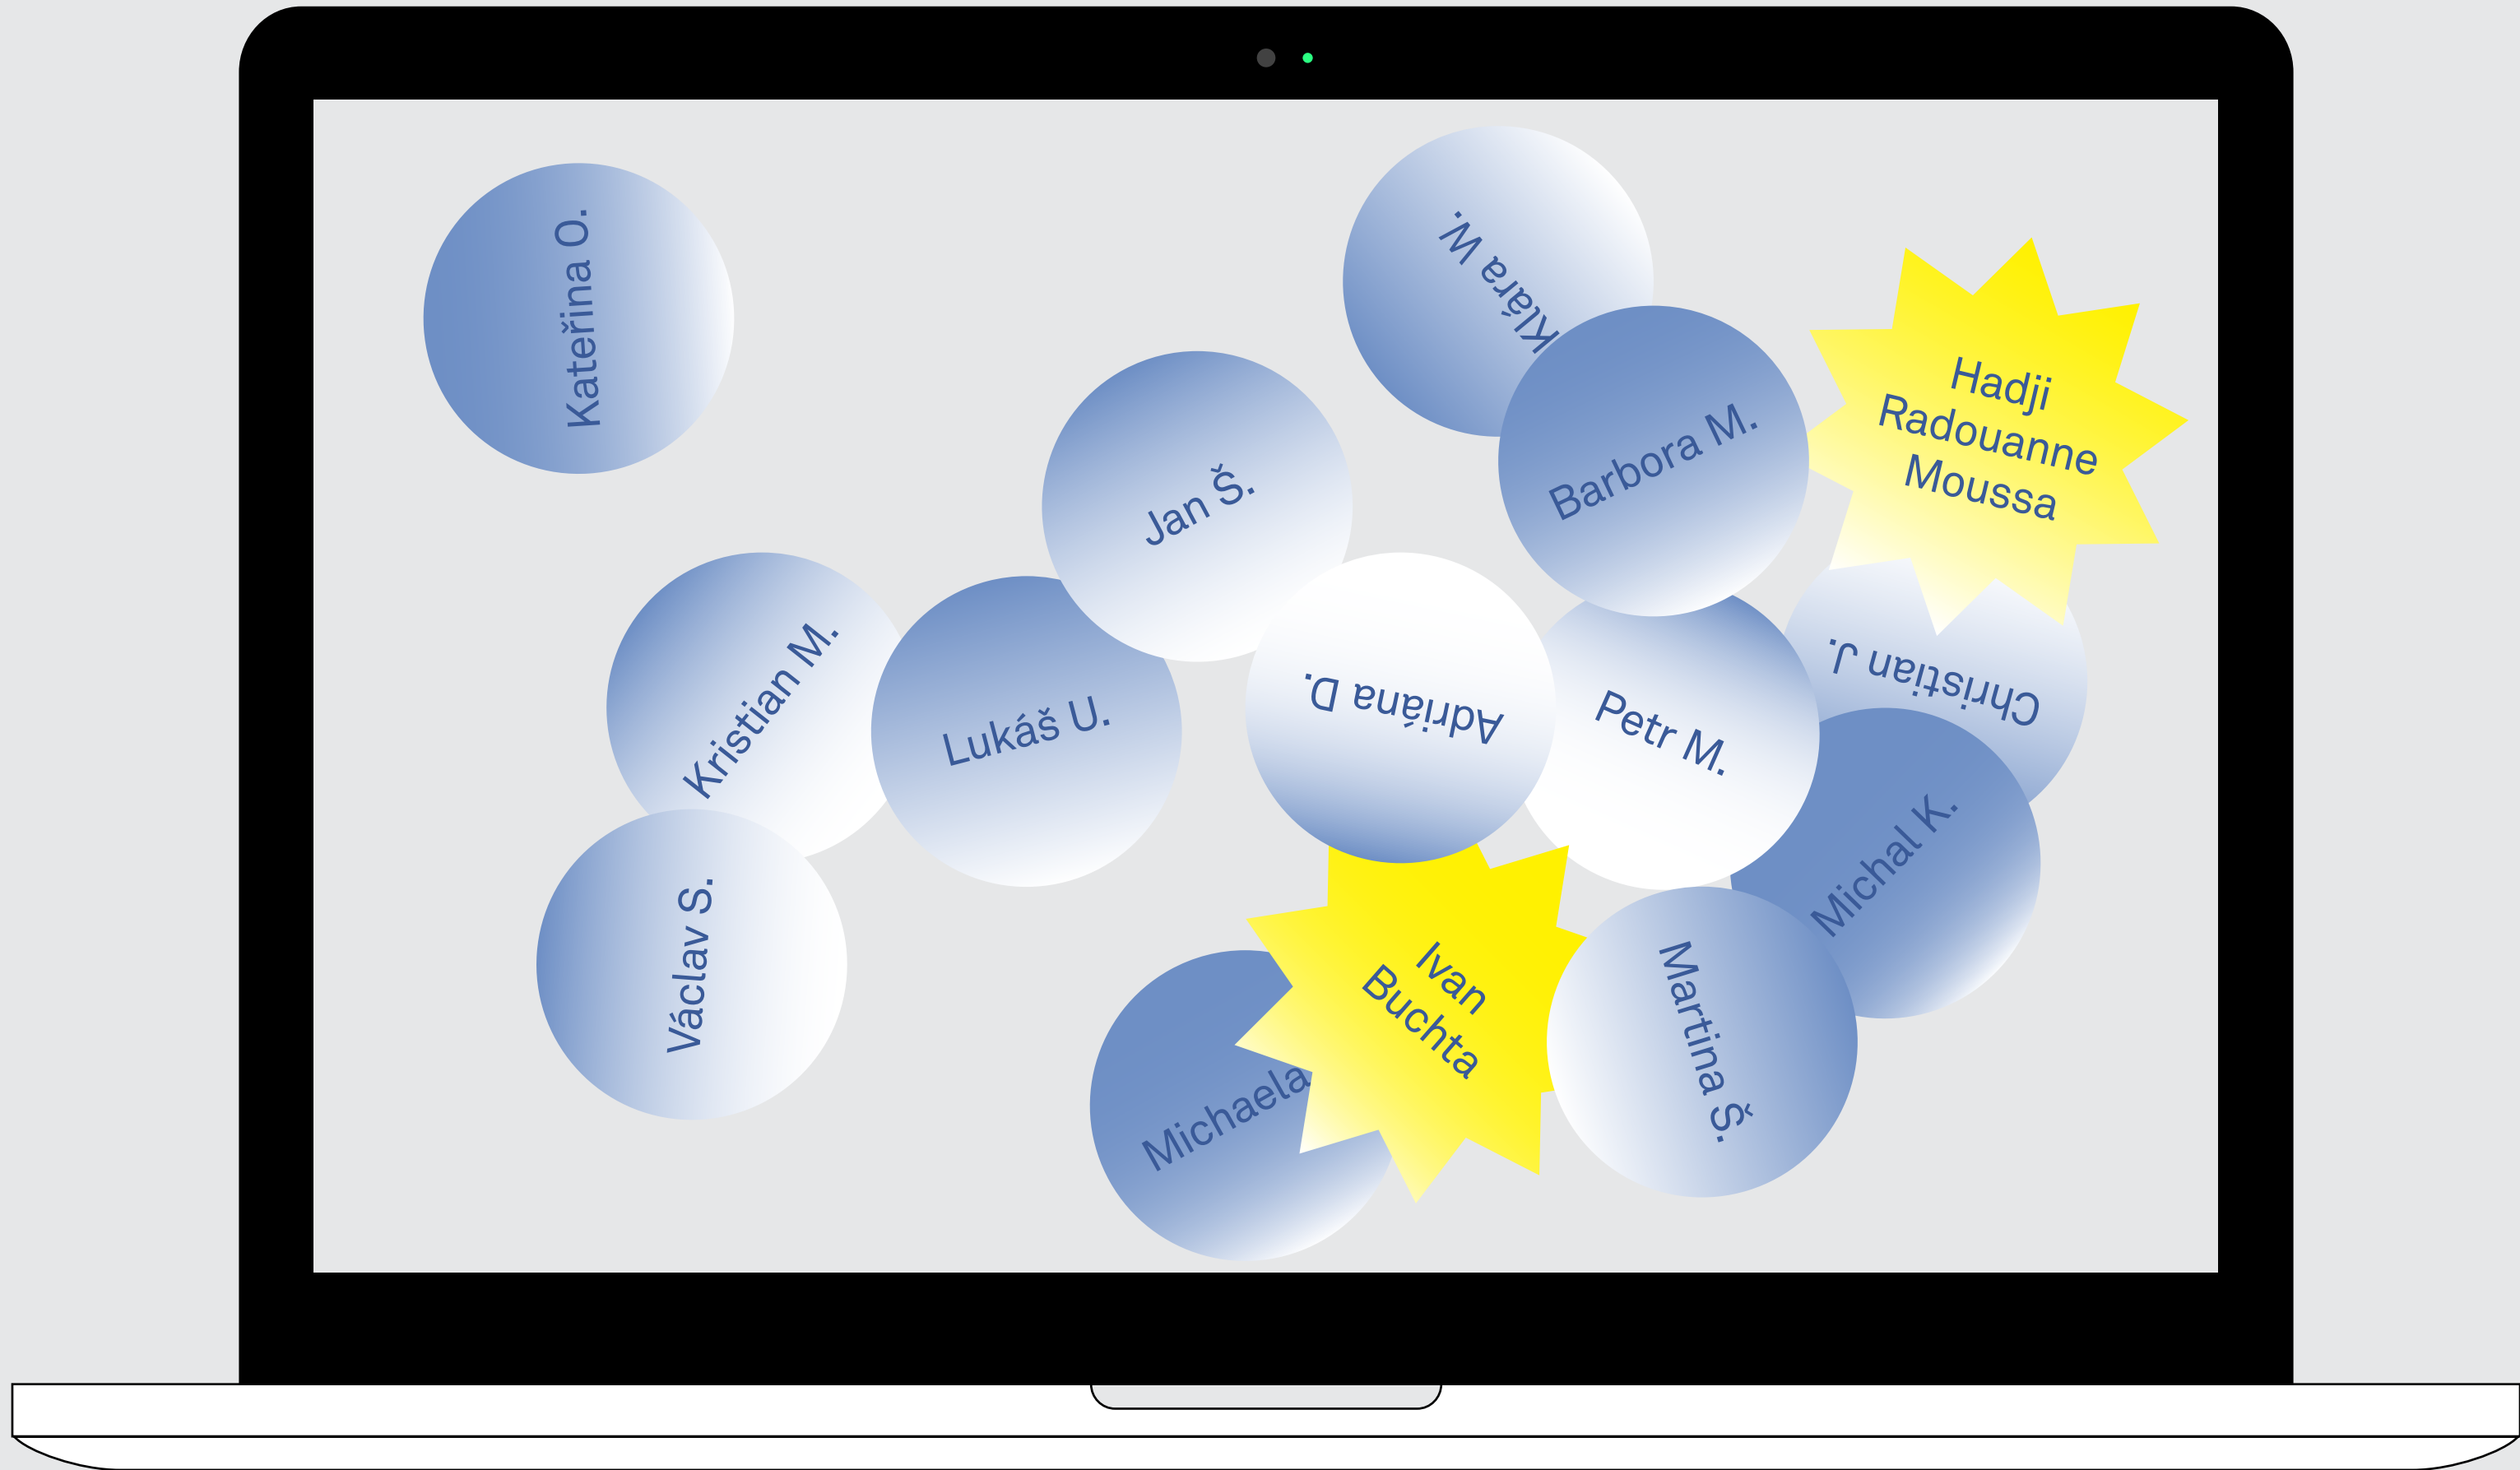 Kateřina O.
Klára W.
Hadji
Radouanne
Moussa
Barbora M.
Jan Š.
Kristian M.
Lukáš U.
Adriána D.
Petr M.
Christian J.
Michal K.
Václav S.
Ivan
Buchta
Martina Š.
Michaela